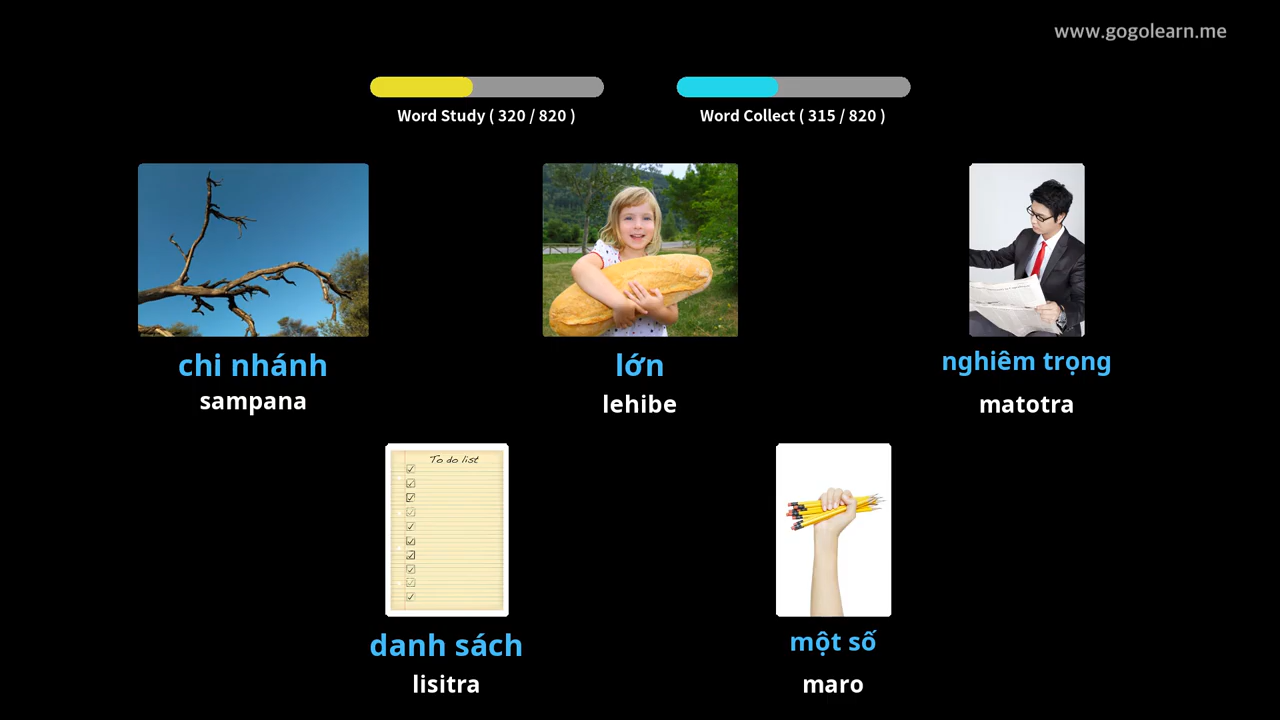 www.gogolearn.me
Word Study ( 320 / 820 )
Word Collect ( 315 / 820 )
chi nhánh
sampana
lớn
lehibe
nghiêm trọng
matotra
To do list
danh sách
lisitra
một số
maro